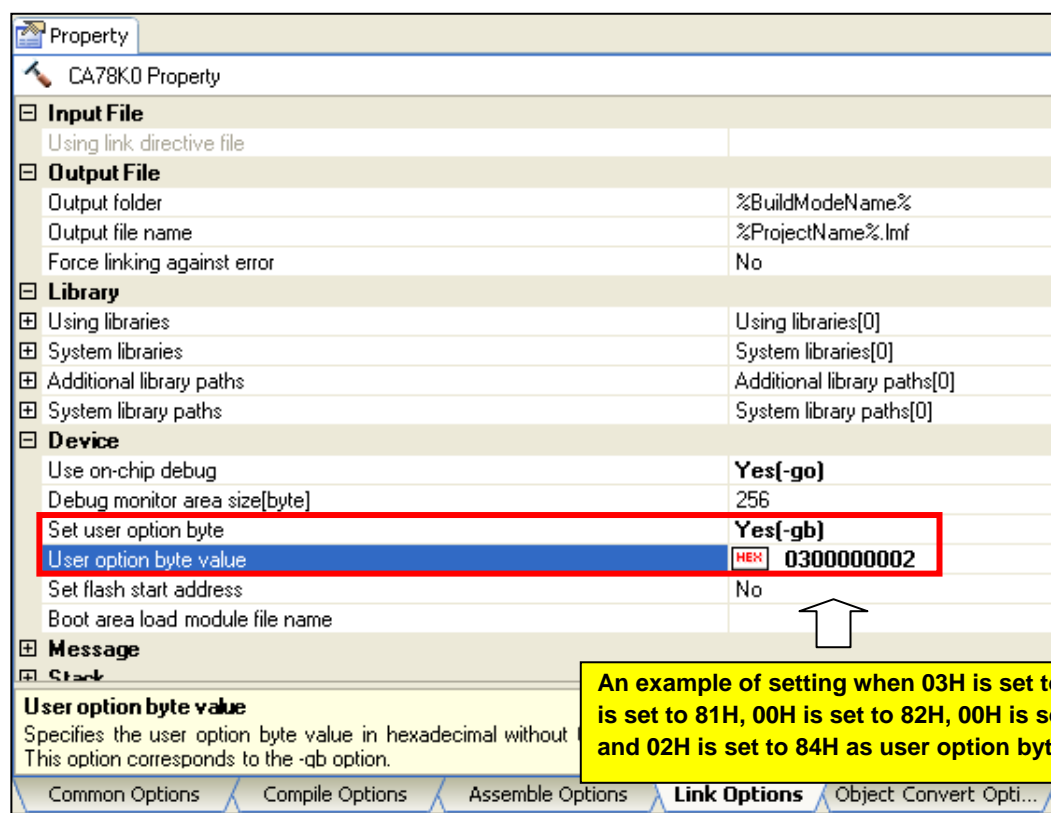 Property
CA78K0 Property
Input File
Using link directive file
Output File
Output folder %BuildModeName%
Output file name %ProjectName%.lmf
Force linking against error No
Library
Using libraries Using libraries[0]
System libraries System libraries[0]
Additional library paths Additional library paths[0]
System library paths System library paths[0]
Device
Use on-chip debug Yes(-go)
Debug monitor area size[byte] 256
Set user option byte Yes(-gb)
User option byte value HEX 0300000002
Set flash start address No
Boot area load module file name
Message
Stack
An example of setting when 03H is set
is set to 81H, 00H is set to 82H, 00H is
and 02H is set to 84H as user option
User option byte value
Specifies the user option byte value in hexadecimal without
This option corresponds to the -gb option.
Common Options Compile Options Assemble Options Link Options Object Convert Opti...